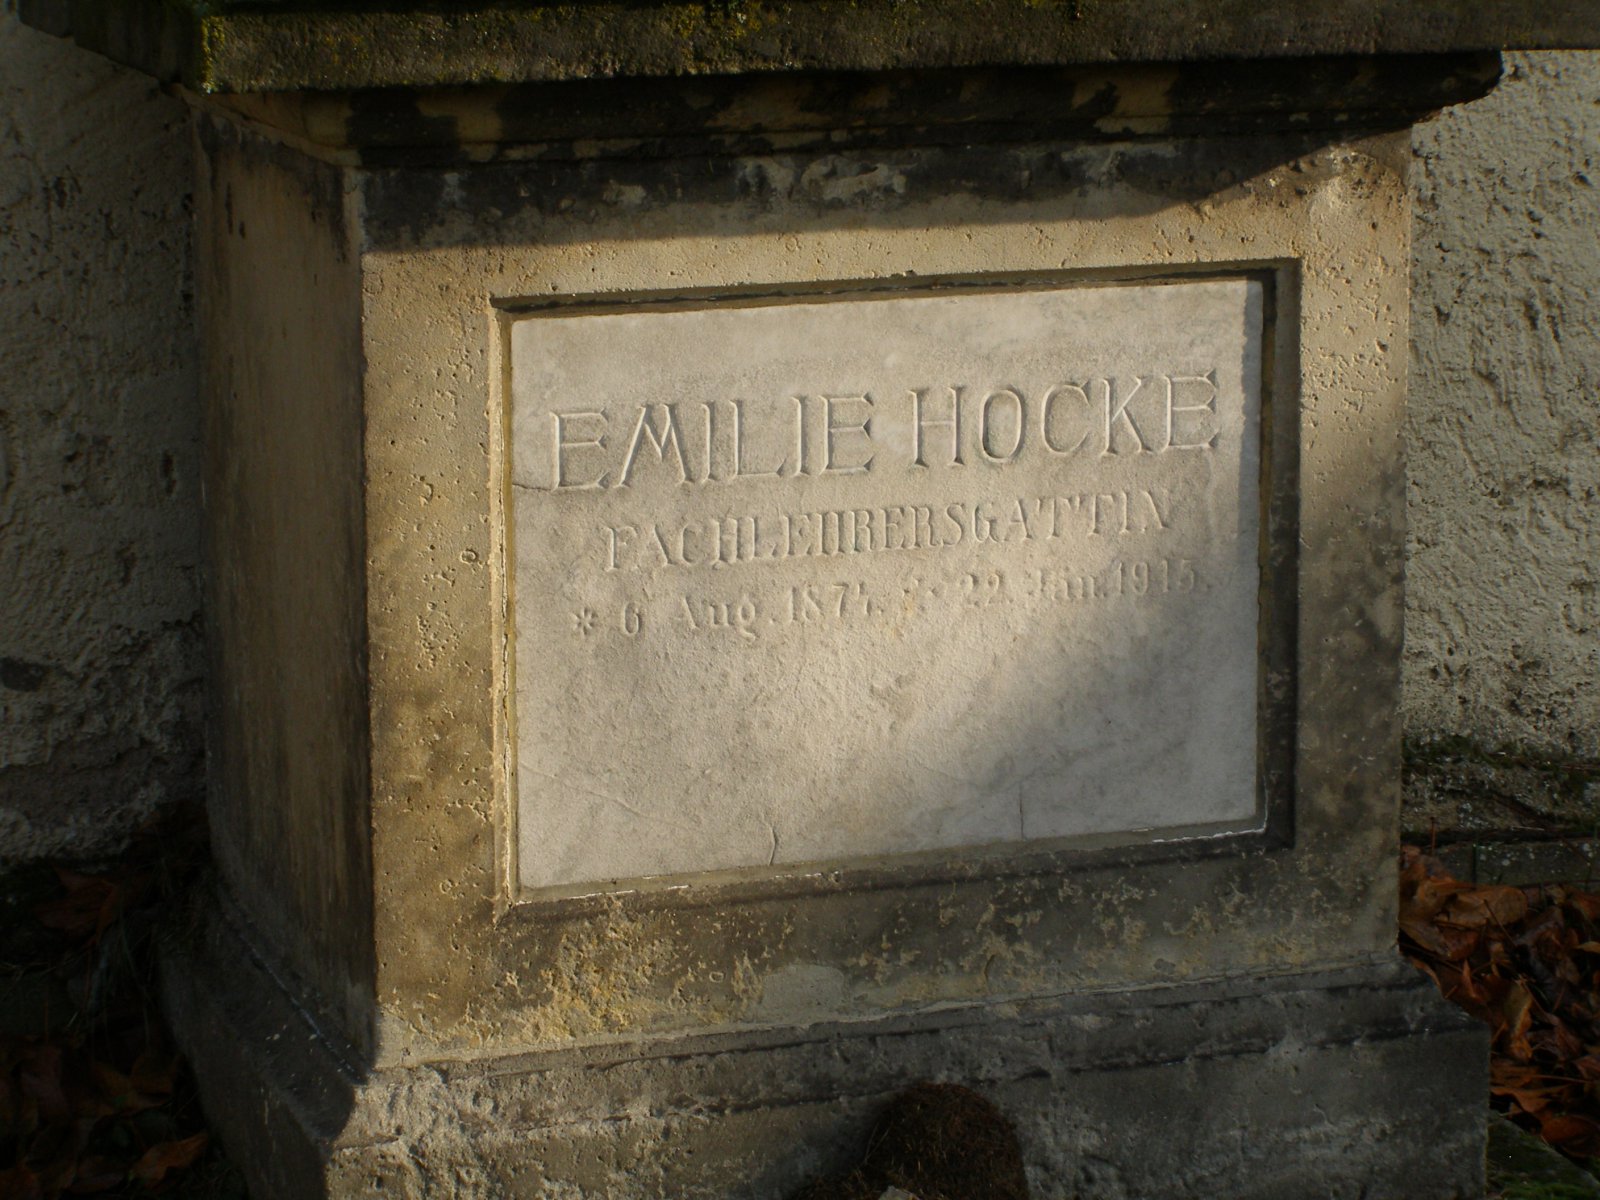 EMILIE HOCKE
FACHLEHRERSGATTIN
* 6 Aug. 1874. † 22. Jän. 1915.